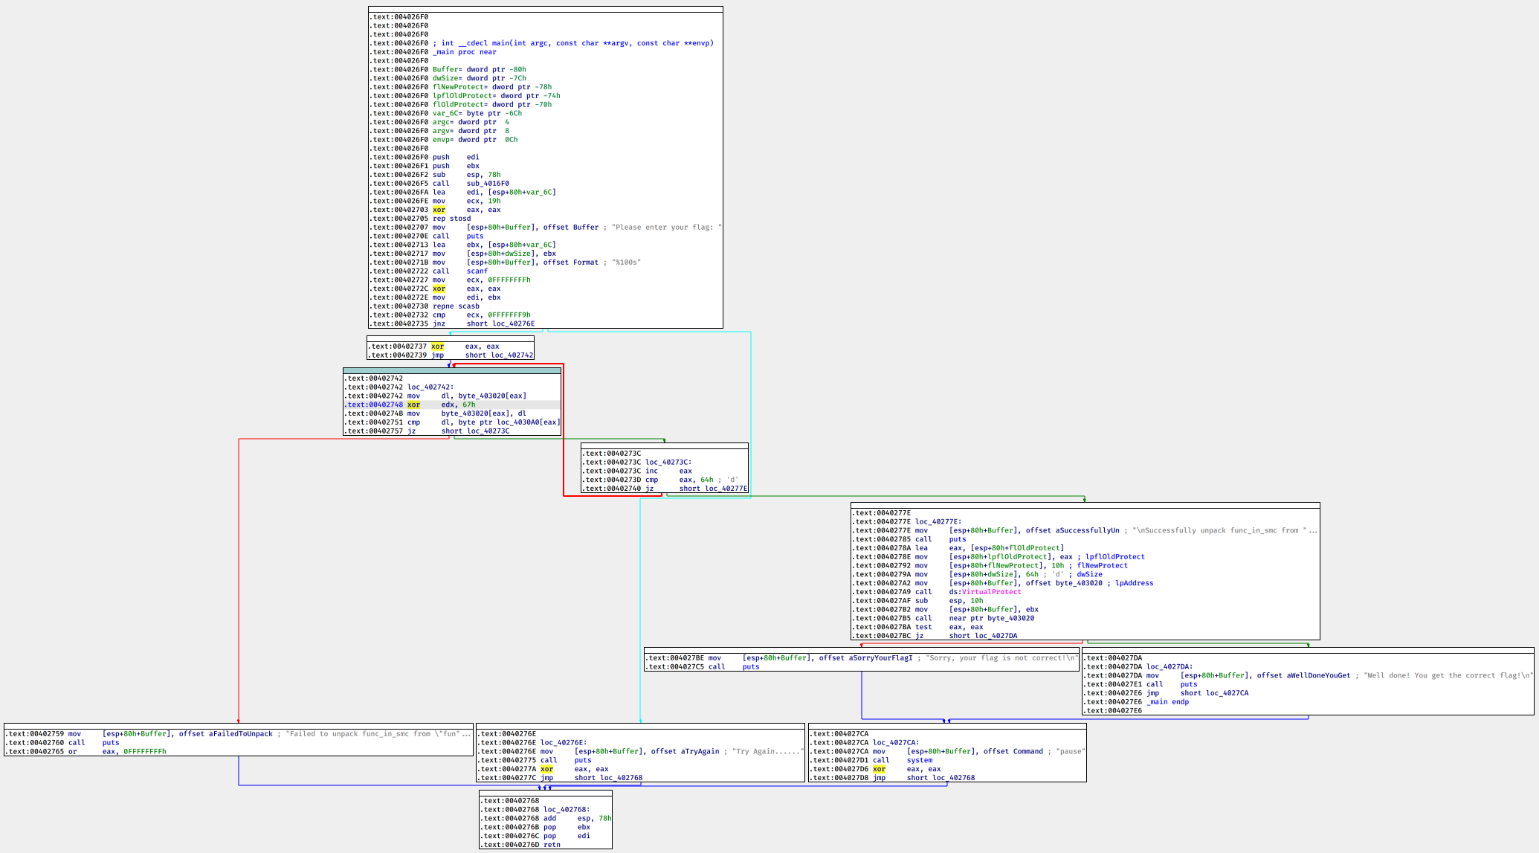 .text:004026F0
.text:004026F0
.text:004026F0
.text:004026F0 ; int __cdecl main(int argc, const char **argv, const char **envp)
.text:004026F0 _main proc near
.text:004026F0
.text:004026F0 Buffer= dword ptr -80h
.text:004026F0 dwSize= dword ptr -7Ch
.text:004026F0 flNewProtect= dword ptr -78h
.text:004026F0 lpflOldProtect= dword ptr -74h
.text:004026F0 flOldProtect= dword ptr -70h
.text:004026F0 var_6C= byte ptr -6Ch
.text:004026F0 argc= dword ptr  4
.text:004026F0 argv= dword ptr  8
.text:004026F0 envp= dword ptr  0Ch
.text:004026F0
.text:004026F0 push    edi
.text:004026F1 push    ebx
.text:004026F2 sub     esp, 78h
.text:004026F5 call    sub_4016F0
.text:004026FA lea     edi, [esp+80h+var_6C]
.text:004026FE mov     ecx, 19h
.text:00402703 xor     eax, eax
.text:00402705 rep stosd
.text:00402707 mov     [esp+80h+Buffer], offset Buffer ; "Please enter your flag: "
.text:0040270E call    puts
.text:00402713 lea     ebx, [esp+80h+var_6C]
.text:00402717 mov     [esp+80h+dwSize], ebx
.text:0040271B mov     [esp+80h+Buffer], offset Format ; "%100s"
.text:00402722 call    scanf
.text:00402727 mov     ecx, 0FFFFFFFFh
.text:0040272C xor     eax, eax
.text:0040272E mov     edi, ebx
.text:00402730 repne scasb
.text:00402732 cmp     ecx, 0FFFFFFF9h
.text:00402735 jnz     short loc_40276E
.text:00402737 xor     eax, eax
.text:00402739 jmp     short loc_402742
.text:00402742
.text:00402742 loc_402742:
.text:00402742 mov     dl, byte_403020[eax]
.text:00402748 xor     edx, 67h
.text:0040274B mov     byte_403020[eax], dl
.text:00402751 cmp     dl, byte ptr loc_4030A0[eax]
.text:00402757 jz      short loc_40273C
.text:0040273C
.text:0040273C loc_40273C:
.text:0040273C inc     eax
.text:0040273D cmp     eax, 64h ; 'd'
.text:00402740 jz      short loc_40277E
.text:0040277E
.text:0040277E loc_40277E:
.text:0040277E mov     [esp+80h+Buffer], offset aSuccessfullyUn ; "\nSuccessfully unpack func_in_smc from "...
.text:00402785 call    puts
.text:0040278A lea     eax, [esp+80h+flOldProtect]
.text:0040278E mov     [esp+80h+lpflOldProtect], eax ; lpflOldProtect
.text:00402792 mov     [esp+80h+flNewProtect], 10h ; flNewProtect
.text:0040279A mov     [esp+80h+dwSize], 64h ; 'd' ; dwSize
.text:004027A2 mov     [esp+80h+Buffer], offset byte_403020 ; lpAddress
.text:004027A9 call    ds:VirtualProtect
.text:004027AF sub     esp, 10h
.text:004027B2 mov     [esp+80h+Buffer], ebx
.text:004027B5 call    near ptr byte_403020
.text:004027BA test    eax, eax
.text:004027BC jz      short loc_4027DA
.text:004027BE mov     [esp+80h+Buffer], offset aSorryYourFlagI ; "Sorry, your flag is not correct!\n"
.text:004027C5 call    puts
.text:004027DA
.text:004027DA loc_4027DA:
.text:004027DA mov     [esp+80h+Buffer], offset aWellDoneYouGet ; "Well done! You get the correct flag!\n"
.text:004027E1 call    puts
.text:004027E6 jmp     short loc_4027CA
.text:004027E6 _main endp
.text:004027E6
.text:00402759 mov     [esp+80h+Buffer], offset aFailedToUnpack ; "Failed to unpack func_in_smc from \"fun"...
.text:00402760 call    puts
.text:00402765 or      eax, 0FFFFFFFFh
.text:0040276E
.text:0040276E loc_40276E:
.text:0040276E mov     [esp+80h+Buffer], offset aTryAgain ; "Try Again......"
.text:00402775 call    puts
.text:0040277A xor     eax, eax
.text:0040277C jmp     short loc_402768
.text:004027CA
.text:004027CA loc_4027CA:
.text:004027CA mov     [esp+80h+Buffer], offset Command ; "pause"
.text:004027D1 call    system
.text:004027D6 xor     eax, eax
.text:004027D8 jmp     short loc_402768
.text:00402768
.text:00402768 loc_402768:
.text:00402768 add     esp, 78h
.text:0040276B pop     ebx
.text:0040276C pop     edi
.text:0040276D retn